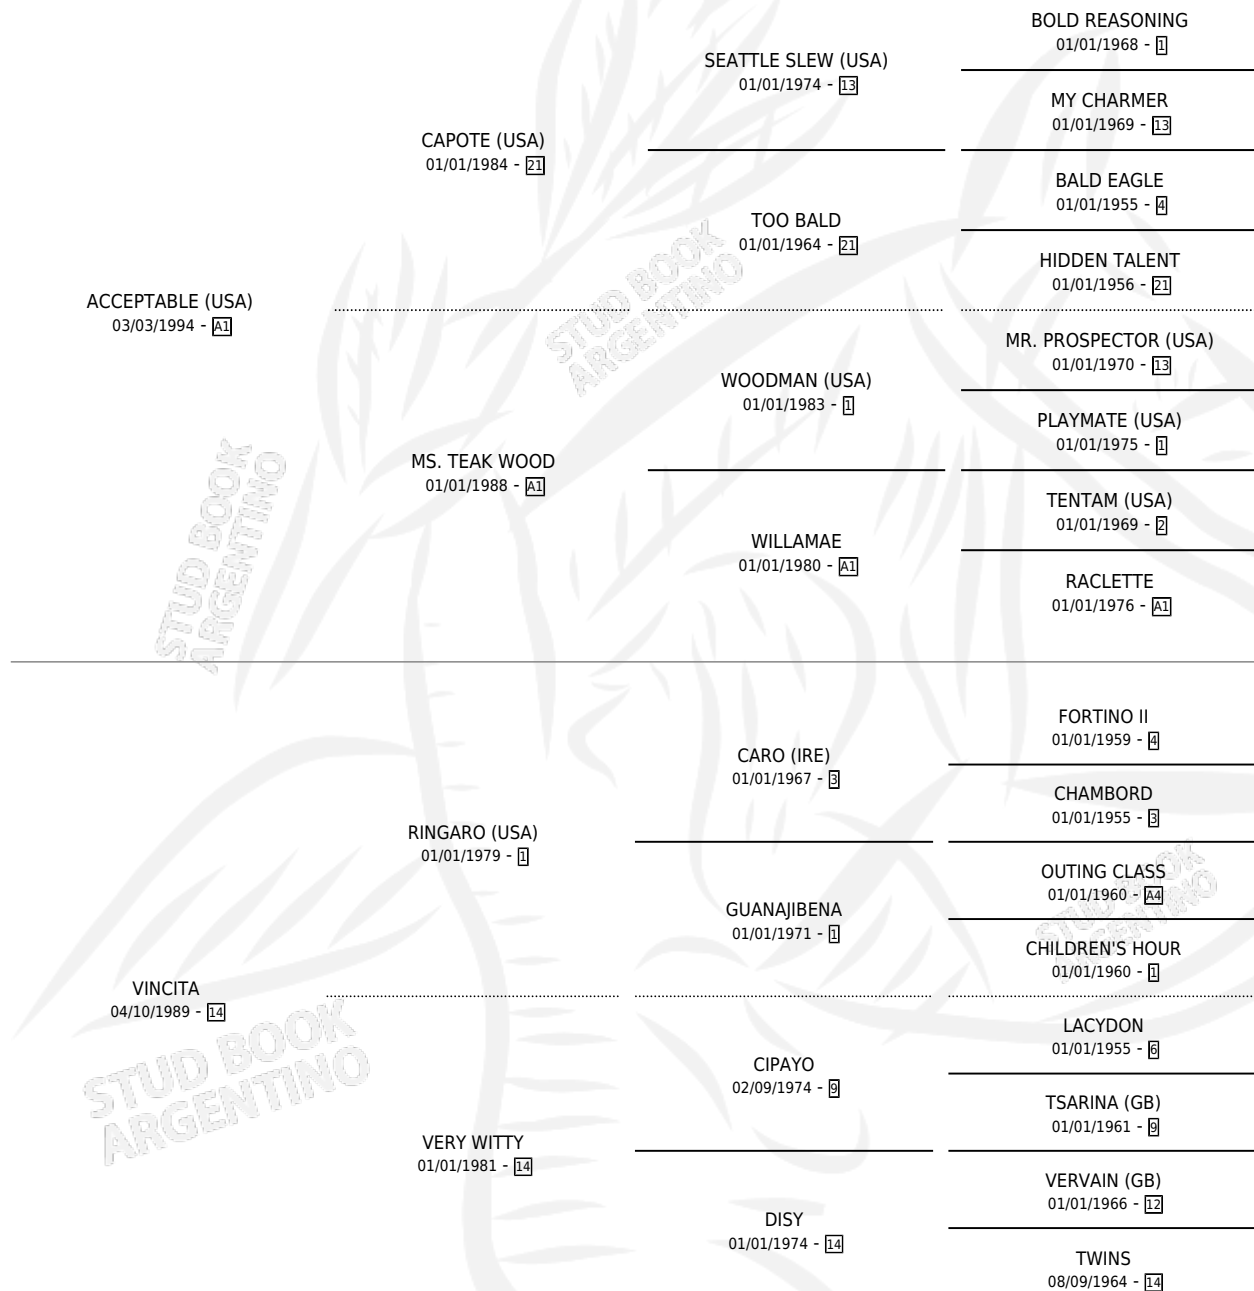 BOLD REASONING
01/01/1968 - 1
SEATTLE SLEW (USA)
01/01/1974 - 13
MY CHARMER
01/01/1969 - 13
CAPOTE (USA)
01/01/1984 - 21
BALD EAGLE
01/01/1955 - 4
TOO BALD
01/01/1964 - 21
HIDDEN TALENT
01/01/1956 - 21
ACCEPTABLE (USA)
03/03/1994 - A1
MR. PROSPECTOR (USA)
01/01/1970 - 13
WOODMAN (USA)
01/01/1983 - 1
PLAYMATE (USA)
01/01/1975 - 1
MS. TEAK WOOD
01/01/1988 - A1
TENTAM (USA)
01/01/1969 - 2
WILLAMAE
01/01/1980 - A1
RACLETTE
01/01/1976 - A1
FORTINO II
01/01/1959 - 4
CARO (IRE)
01/01/1967 - 3
CHAMBORD
01/01/1955 - 3
RINGARO (USA)
01/01/1979 - 1
OUTING CLASS
01/01/1960 - A4
GUANAJIBENA
01/01/1971 - 1
CHILDREN'S HOUR
01/01/1960 - 1
VINCITA
04/10/1989 - 14
LACYDON
01/01/1955 - 6
CIPAYO
02/09/1974 - 9
TSARINA (GB)
01/01/1961 - 9
VERY WITTY
01/01/1981 - 14
VERVAIN (GB)
01/01/1966 - 12
DISY
01/01/1974 - 14
TWINS
08/09/1964 - 14
STUD BOOK
ARGENTINO
STUD BOOK
ARGENTINO
STUD BOOK
ARGENTINO
STUD BOOK
ARGENTINO